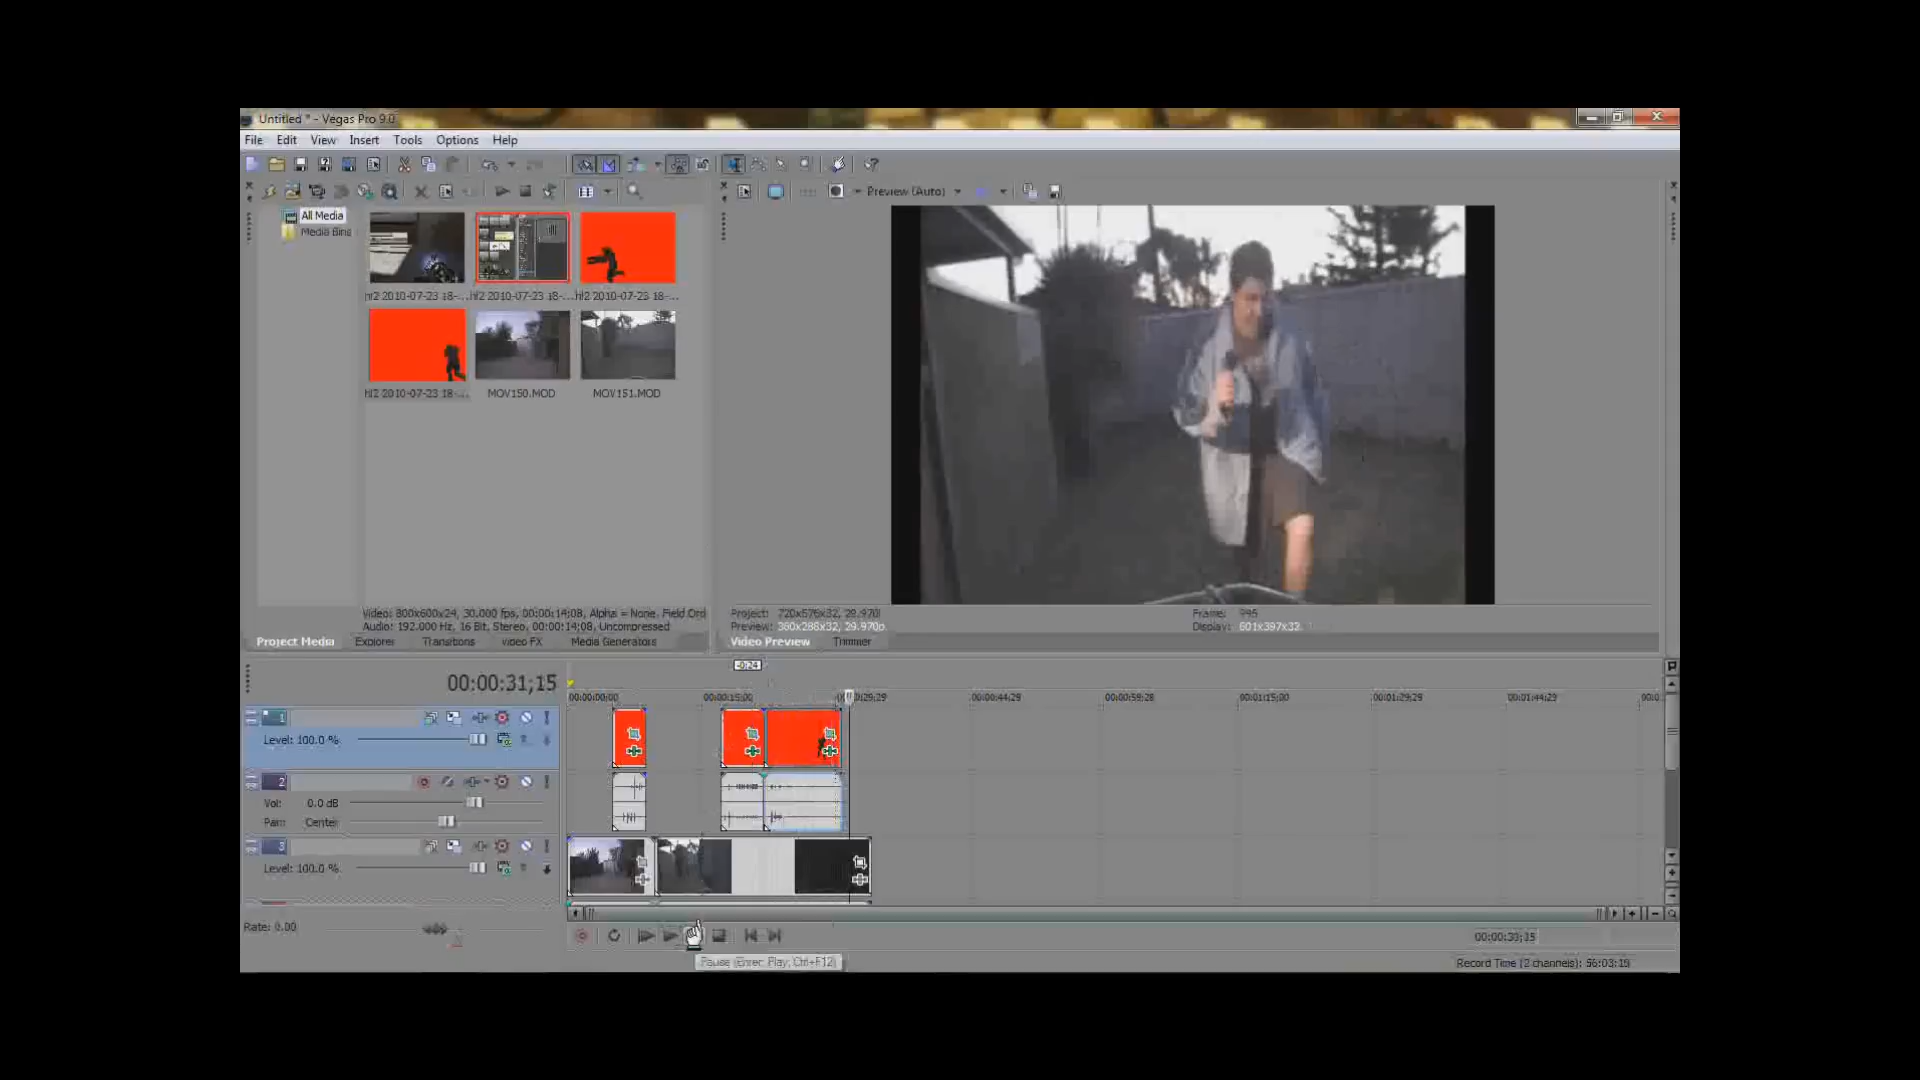 Untitled * - Vegas Pro 9.0
File Edit View Insert Tools Options Help
Preview (Auto)
All Media
Media Bins
hl2 2010-07-23 18-... hl2 2010-07-23 18-... hl2 2010-07-23 18-...
hl2 2010-07-23 18-... MOV150.MOD MOV151.MOD
Video: 800x600x24, 30.000 fps, 00:00:14;08, Alpha = None, Field Ord
Audio: 192,000 Hz, 16 Bit, Stereo, 00:00:14;08, Uncompressed
Project: 720x576x32, 29.970i
Preview: 360x288x32, 29.970p
Frame: 995
Display: 601x397x32
Project Media Explorer Transitions Video FX Media Generators
Video Preview Trimmer
-0:24
00:00:31;15
00:00:00;00 00:00:15;00 00:00:29;29 00:00:44;29 00:00:59;28 00:01:15;00 00:01:29;29 00:01:44;29 00:0
1
Level: 100.0 %
2
Vol: 0.0 dB
Pan: Center
3
Level: 100.0 %
Rate: 0.00
Pause (Enter, Play, Ctrl+F12)
Record Time (2 channels): 56:03:15